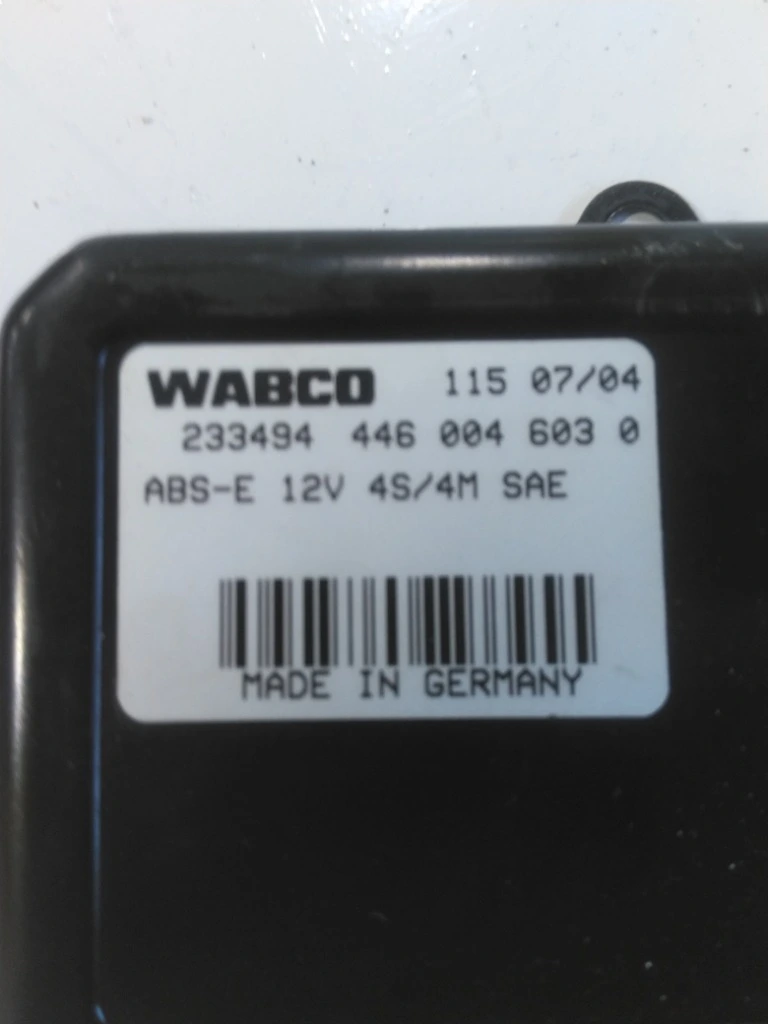 WABCO 115 07/04
233494 446 004 603 0
ABS-E 12V 4S/4M SAE
MADE IN GERMANY